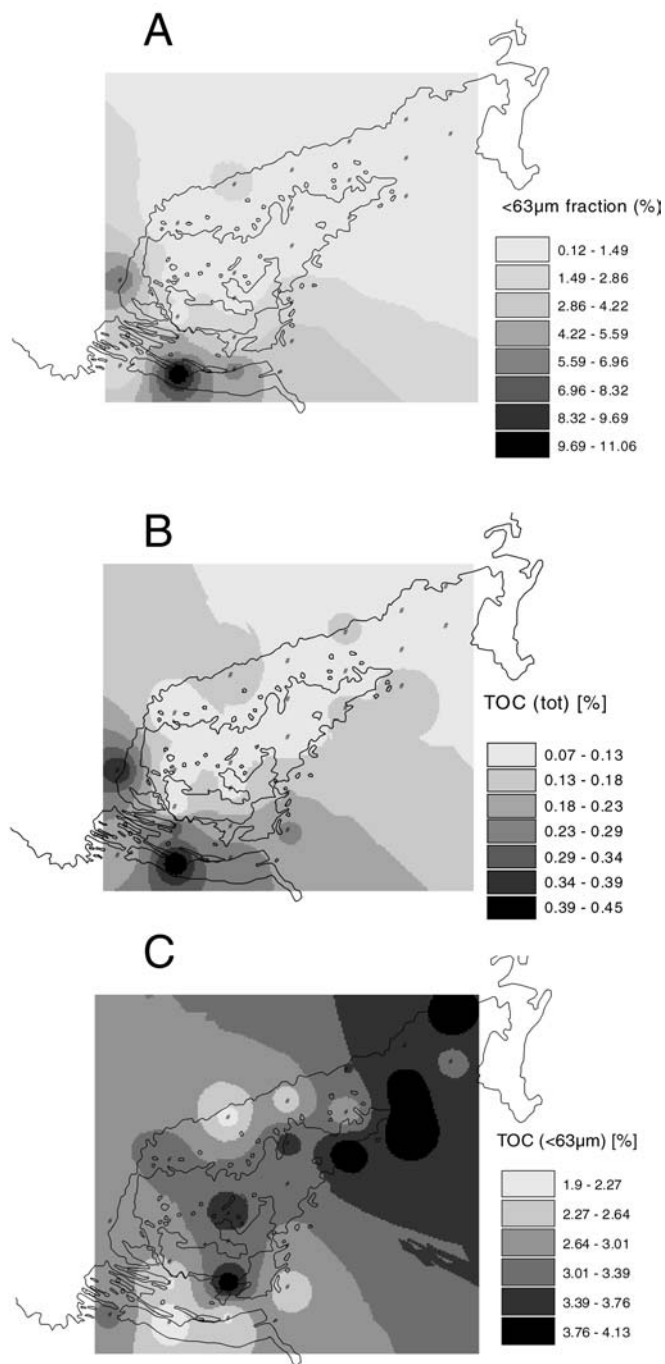 A
<63µm fraction (%)
0.12 - 1.49
1.49 - 2.86
2.86 - 4.22
4.22 - 5.59
5.59 - 6.96
6.96 - 8.32
8.32 - 9.69
9.69 - 11.06
B
TOC (tot) [%]
0.07 - 0.13
0.13 - 0.18
0.18 - 0.23
0.23 - 0.29
0.29 - 0.34
0.34 - 0.39
0.39 - 0.45
C
TOC (<63µm) [%]
1.9 - 2.27
2.27 - 2.64
2.64 - 3.01
3.01 - 3.39
3.39 - 3.76
3.76 - 4.13